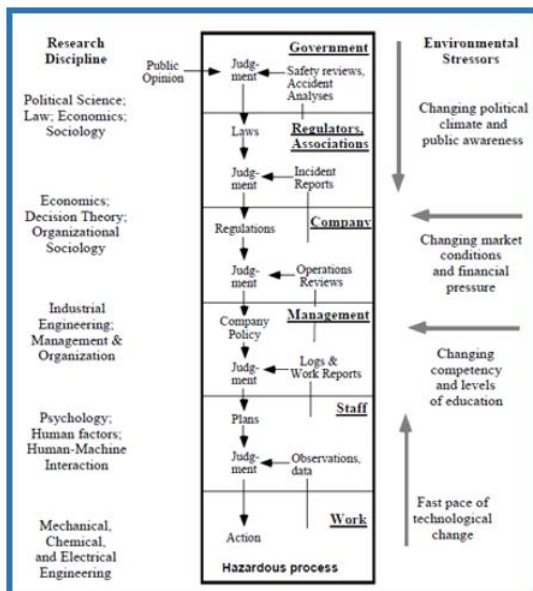 Research
Discipline
Political Science;
Law; Economics;
Sociology
Economics;
Decision Theory;
Organizational
Sociology
Industrial
Engineering;
Management &
Organization
Psychology;
Human factors;
Human-Machine
Interaction
Mechanical,
Chemical,
and Electrical
Engineering
Public
Opinion
Government
Judg-
ment
Safety reviews,
Accident
Analyses
Laws
Regulators,
Associations
Judg-
ment
Incident
Reports
Company
Regulations
Judg-
ment
Operations
Reviews
Management
Company
Policy
Judg-
ment
Logs &
Work Reports
Staff
Plans
Judg-
ment
Observations,
data
Work
Action
Hazardous process
Environmental
Stressors
Changing political
climate and
public awareness
Changing market
conditions
and financial
pressure
Changing
competency
and levels
of education
Fast pace of
technological
change